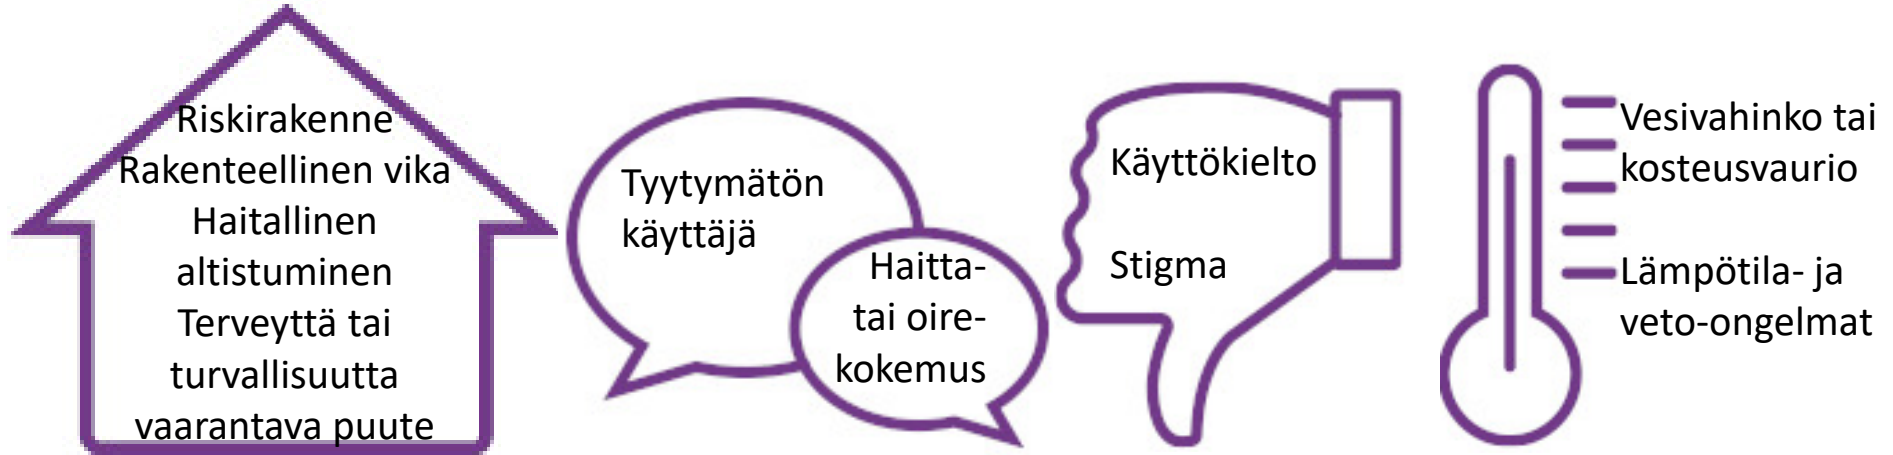 Riskirakenne
Rakenteellinen vika
Haitallinen
altistuminen
Terveyttä tai
turvallisuutta
vaarantava puute
Tyytymätön
käyttäjä
Haitta-
tai oire-
kokemus
Käyttökielto
Stigma
Vesivahinko tai
kosteusvaurio
Lämpötila- ja
veto-ongelmat